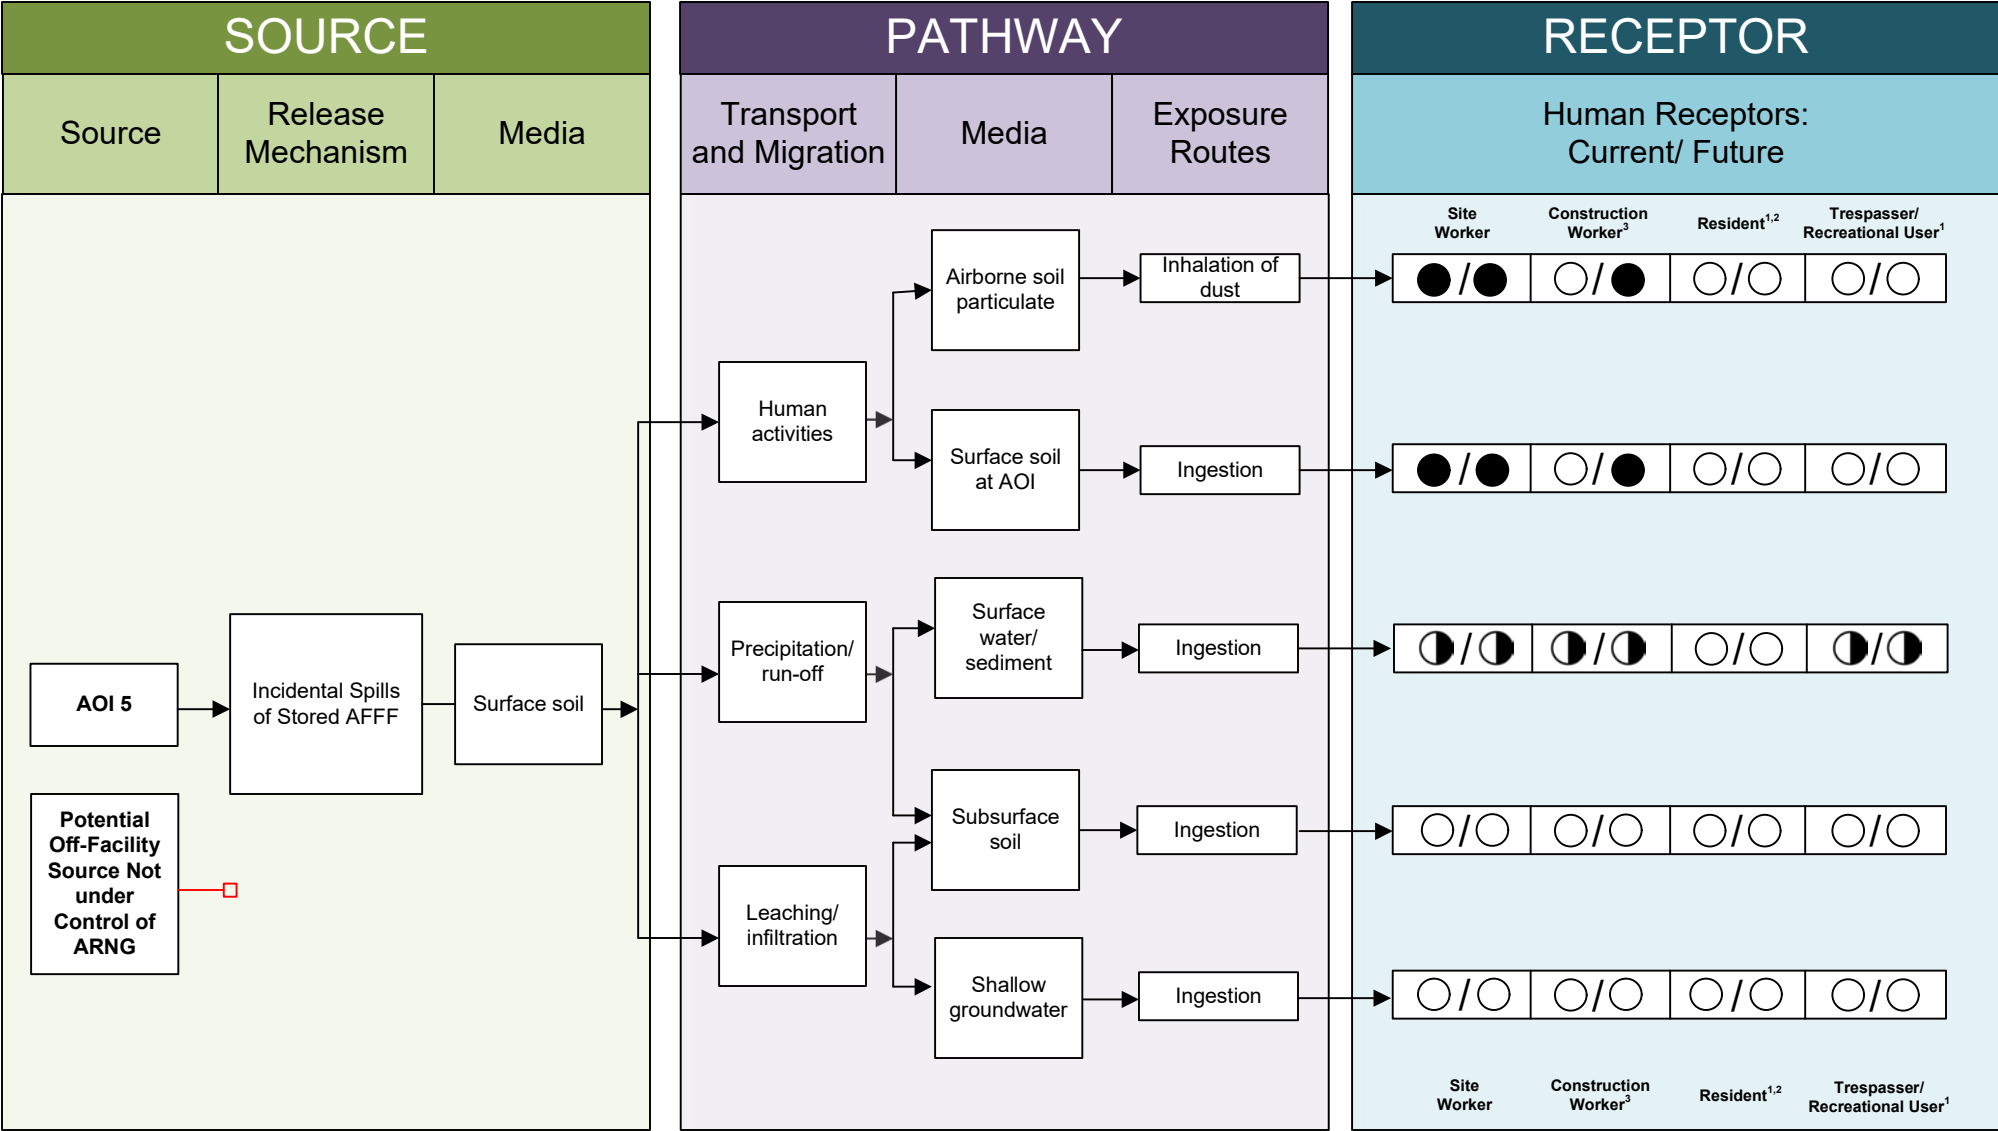 SOURCE
PATHWAY
RECEPTOR
Source
Release
Mechanism
Media
Transport
and Migration
Media
Exposure
Routes
Human Receptors:
Current/ Future
Site
Worker
Construction
Worker³
Resident¹,²
Trespasser/
Recreational User¹
Airborne soil
particulate
Inhalation of
dust
/ / / /
Human
activities
Surface soil
at AOI
Ingestion
/ / / /
Precipitation/
run-off
Surface
water/
sediment
Ingestion
/ / / /
AOI 5
Incidental Spills
of Stored AFFF
Surface soil
Potential
Off-Facility
Source Not
under
Control of
ARNG
Subsurface
soil
Ingestion
/ / / /
Leaching/
infiltration
Shallow
groundwater
Ingestion
/ / / /
Site
Worker
Construction
Worker³
Resident¹,²
Trespasser/
Recreational User¹